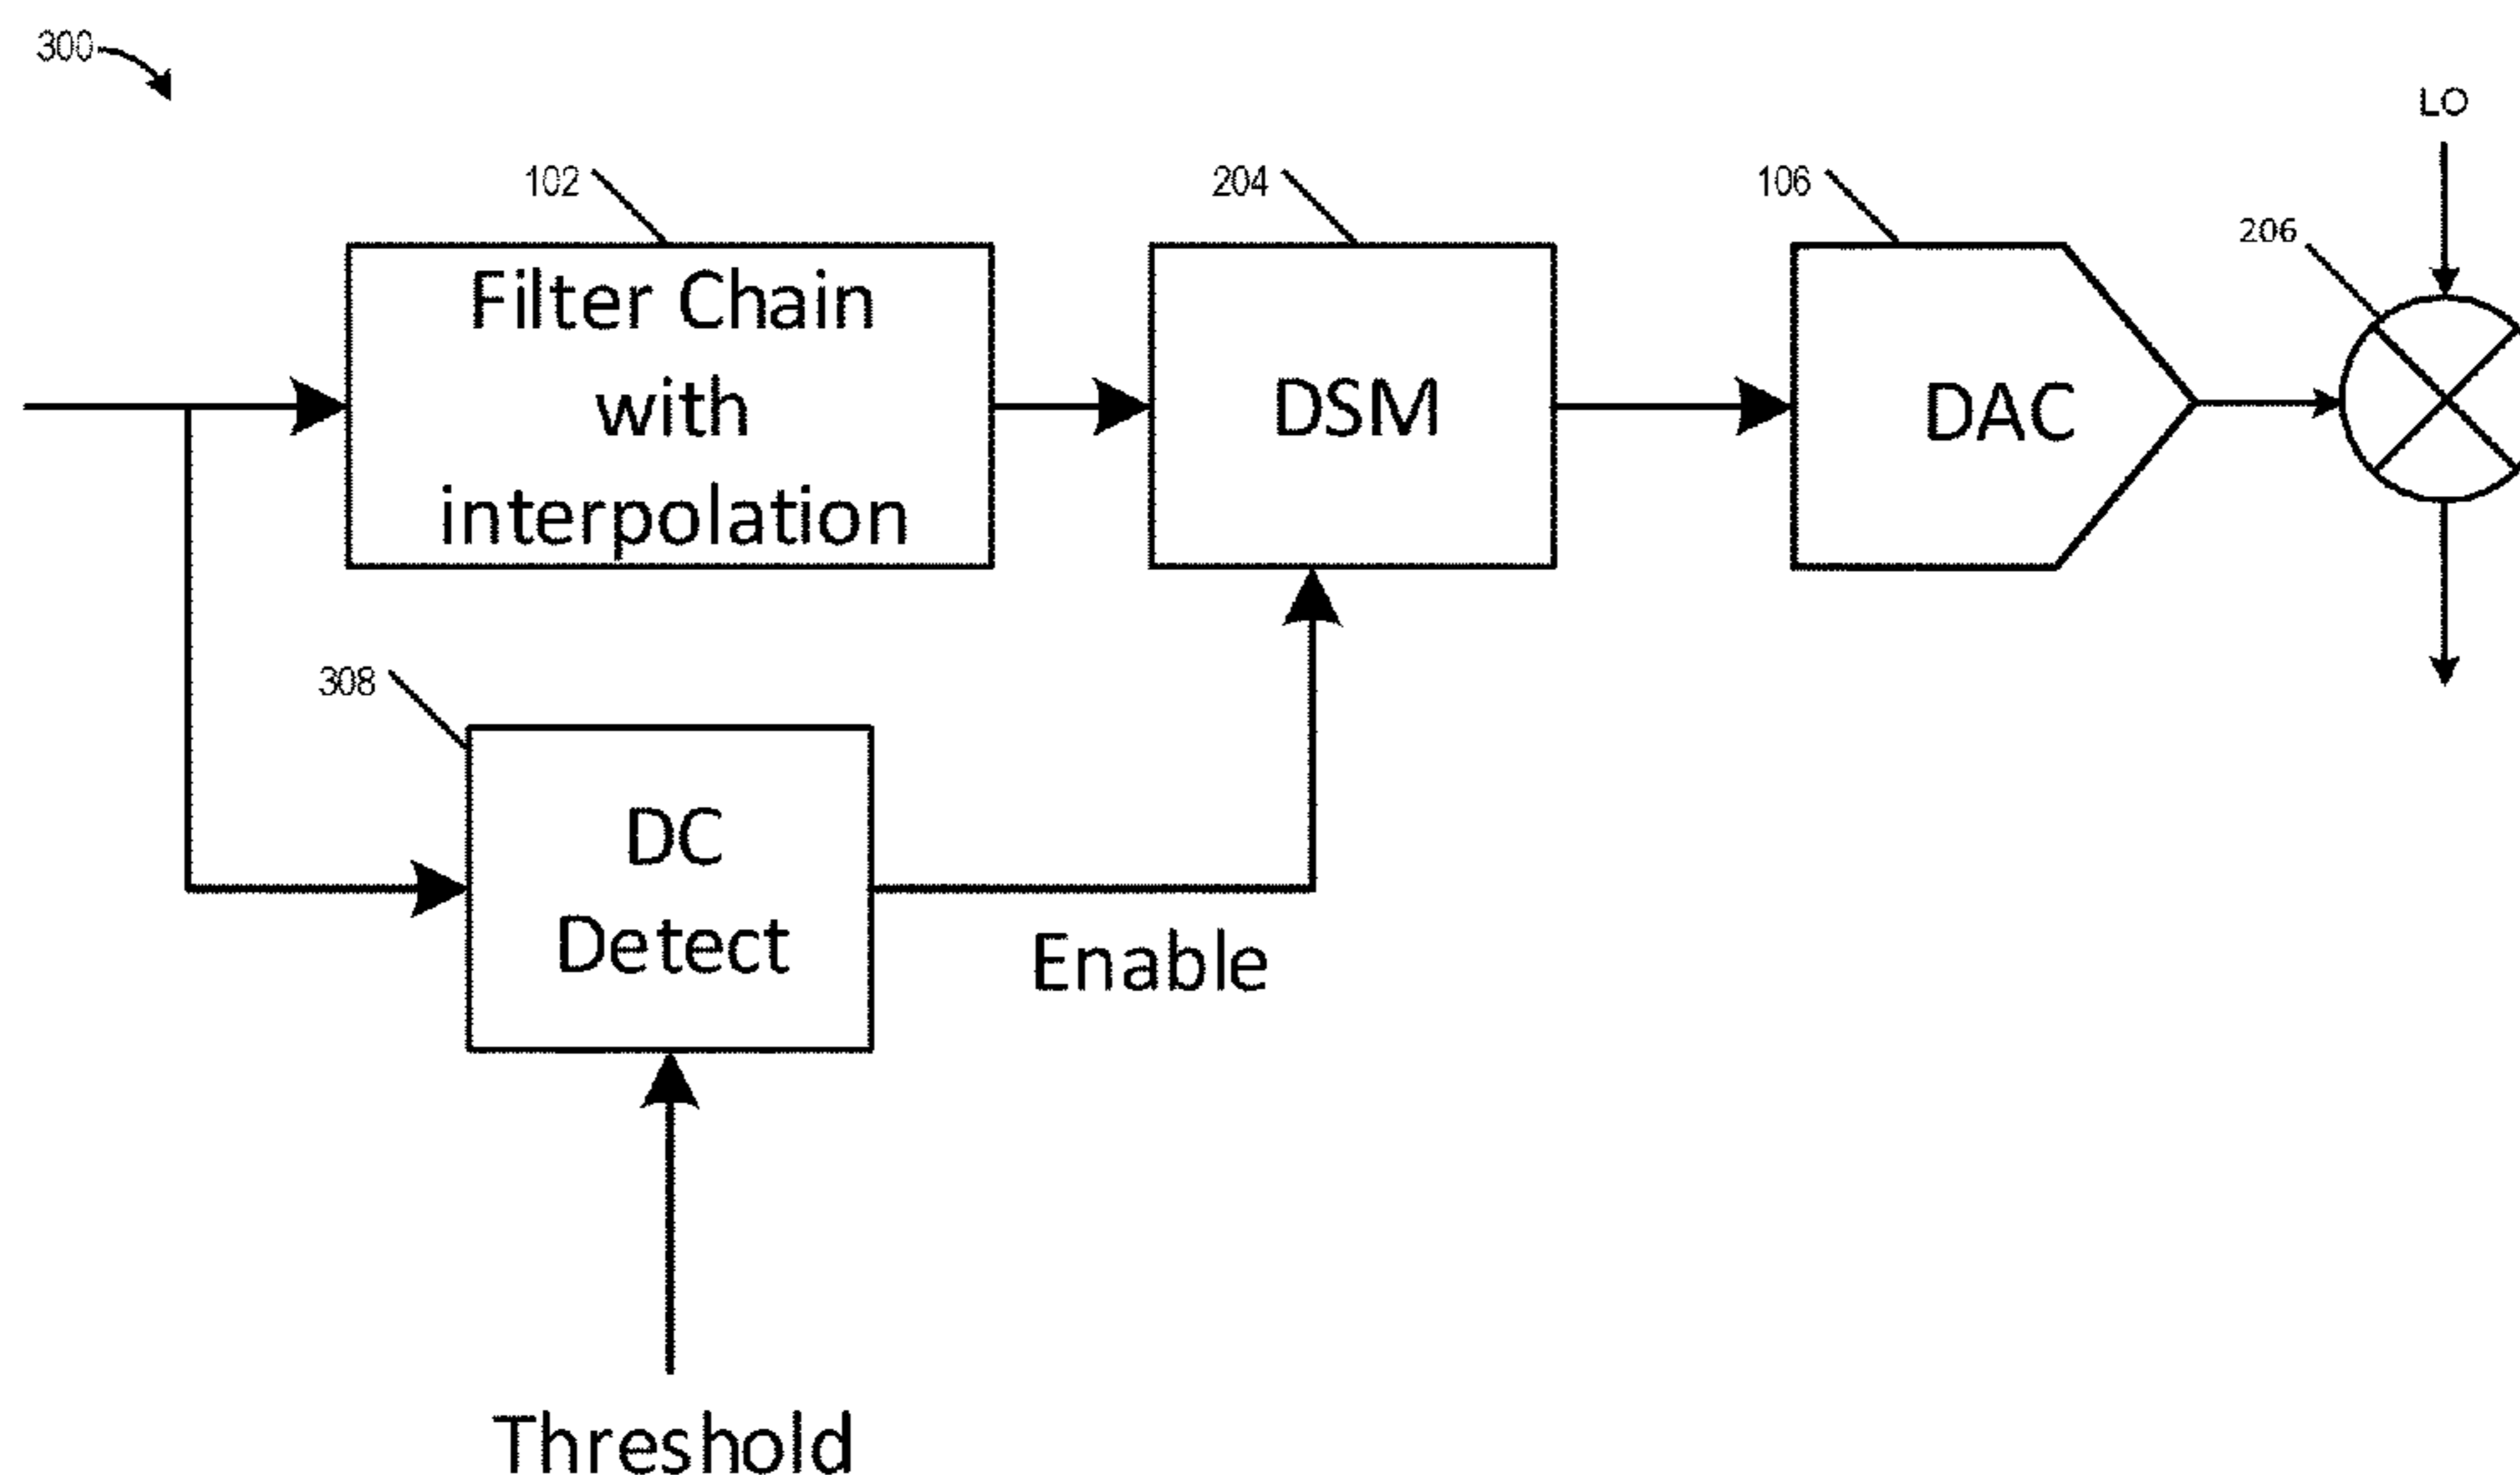 300
LO
102
204
106
206
Filter Chain
with
interpolation
DSM
DAC
308
DC
Detect
Enable
Threshold